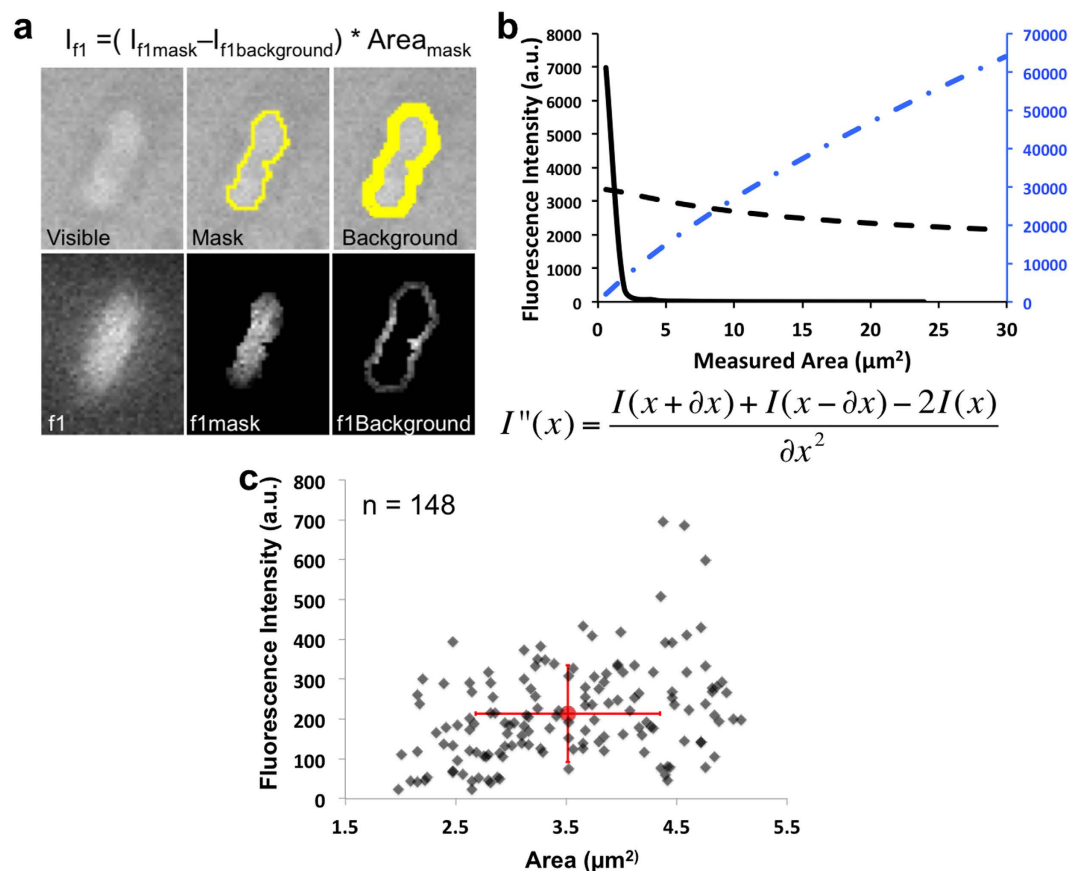 a
I_f1 =( I_f1mask–I_f1background) * Area_mask
Visible
Mask
Background
f1
f1mask
f1Background
b
Fluorescence Intensity (a.u.)
7000
6000
5000
4000
3000
2000
1000
0
70000
60000
50000
40000
30000
20000
10000
0
0 5 10 15 20 25 30
Measured Area (µm²)
I"(x) = I(x+∂x)+I(x−∂x)−2I(x) / ∂x²
c
n = 148
Fluorescence Intensity (a.u.)
800
700
600
500
400
300
200
100
0
1.5 2.5 3.5 4.5 5.5
Area (µm²)